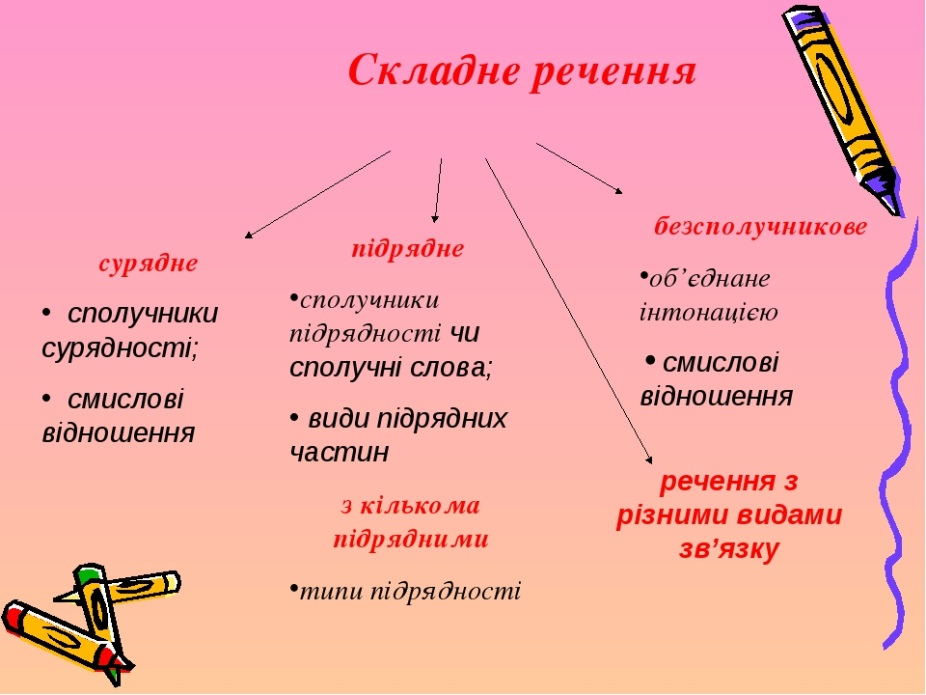 Складне речення
сурядне
• сполучники
сурядності;
• смислові
відношення
підрядне
•сполучники
підрядності чи
сполучні слова;
• види підрядних
частин
з кількома
підрядними
•типи підрядності
безсполучникове
•об’єднане
інтонацією
• смислові
відношення
речення з
різними видами
зв’язку